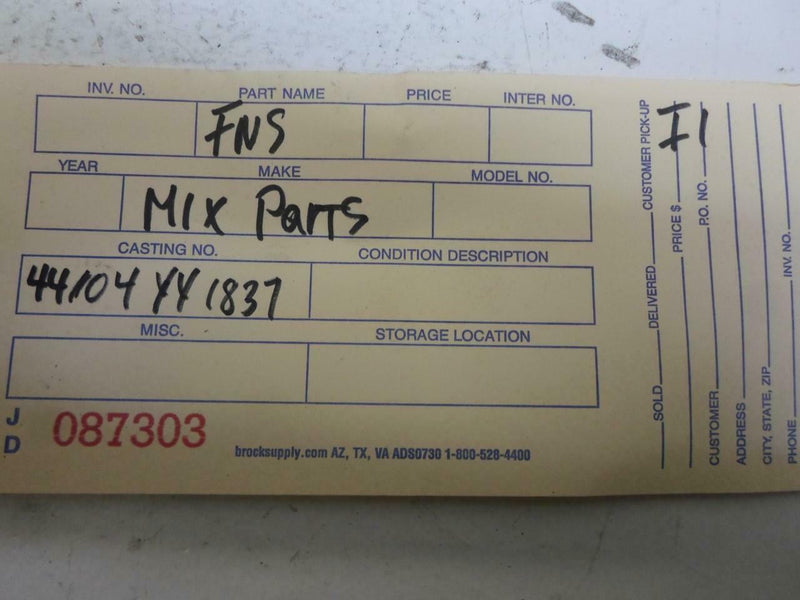 INV. NO. PART NAME PRICE INTER NO.
FNS
YEAR MAKE MODEL NO.
MIX PARTS
CASTING NO. CONDITION DESCRIPTION
44104 YY 1837
MISC. STORAGE LOCATION
J
D
087303
brocksupply.com AZ, TX, VA ADS0730 1-800-528-4400
SOLD DELIVERED CUSTOMER PICK-UP
PRICE $
I1
CUSTOMER P.O. NO.
ADDRESS
CITY, STATE, ZIP
PHONE INV. NO.